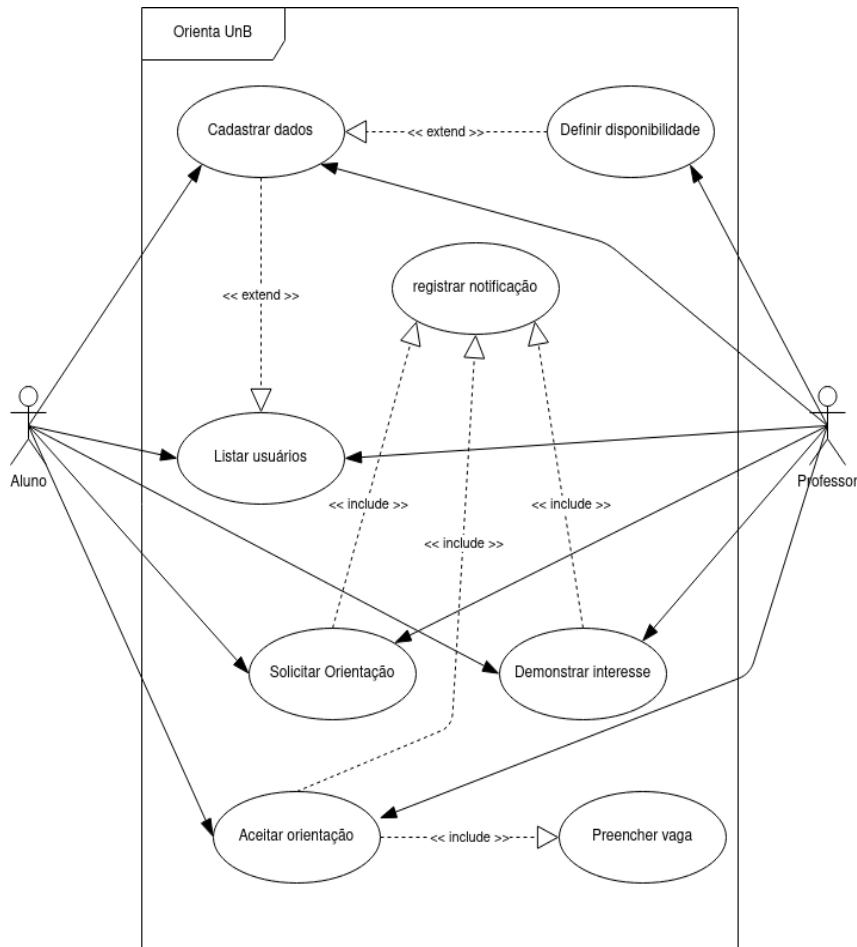 Orienta UnB
Cadastrar dados
<< extend >>
Definir disponibilidade
registrar notificação
<< extend >>
Aluno
Listar usuários
Professor
<< include >>
<< include >>
<< include >>
Solicitar Orientação
Demonstrar interesse
Aceitar orientação
<< include >>
Preencher vaga